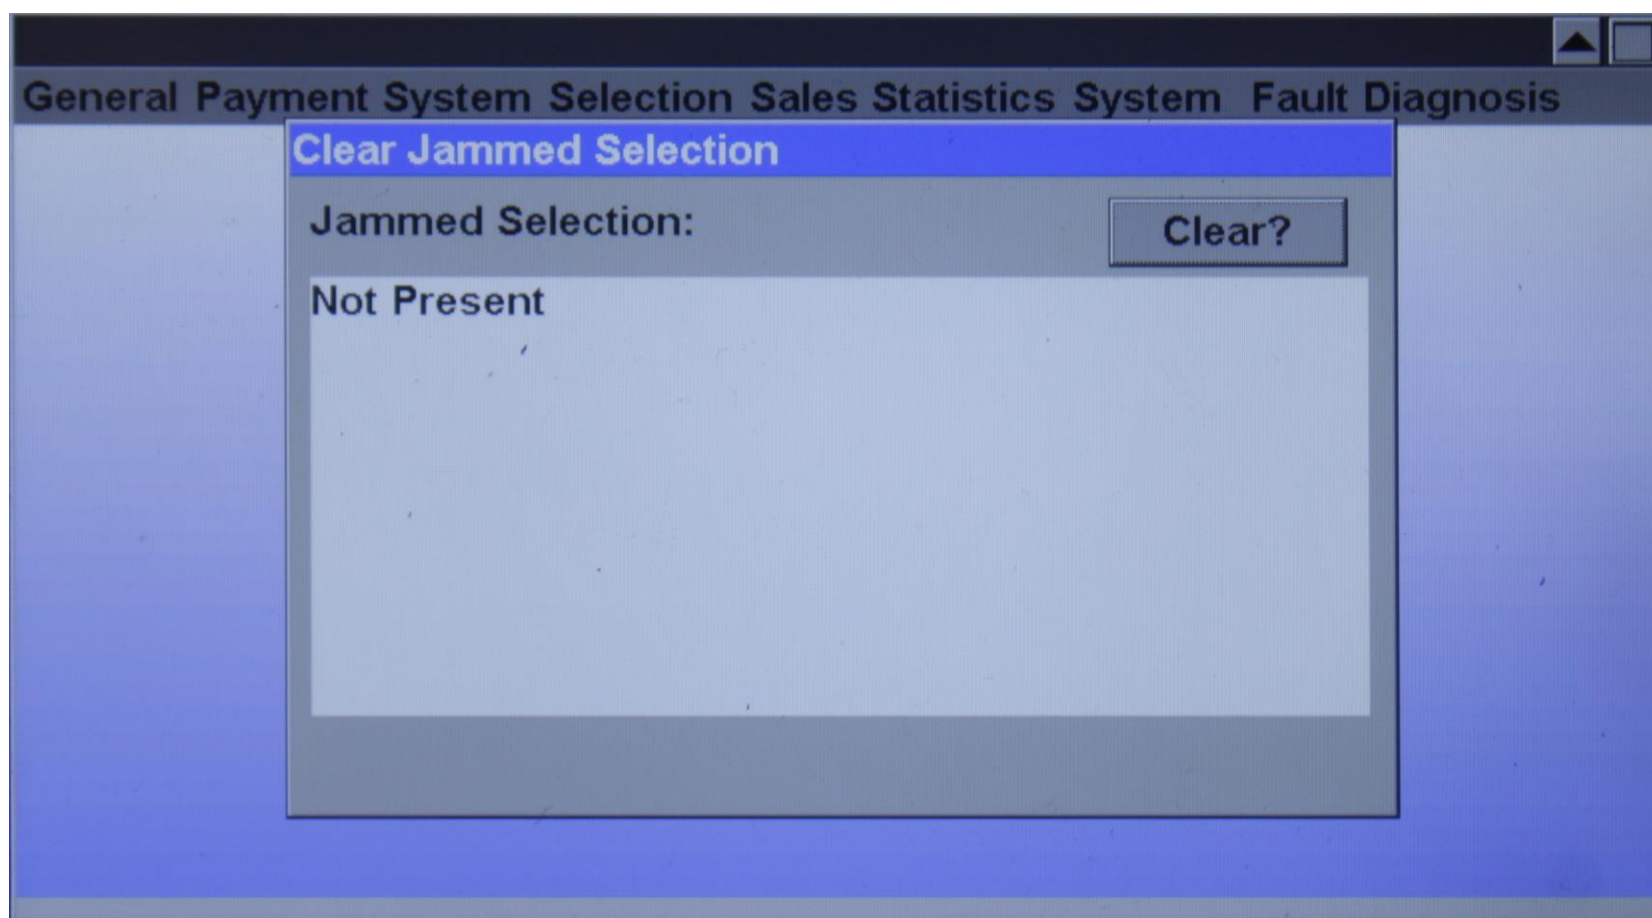 General Payment System Selection Sales Statistics System Fault Diagnosis
Clear Jammed Selection
Jammed Selection:
Clear?
Not Present